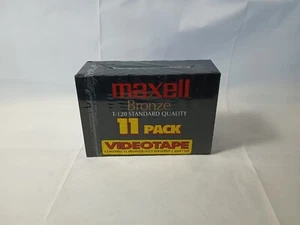 maxell
Bronze
T-120 STANDARD QUALITY
11 PACK
VIDEOTAPE